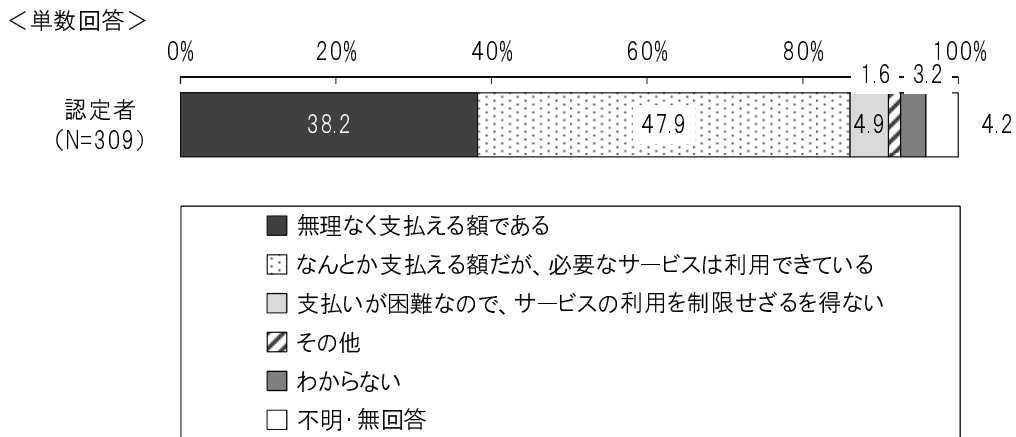 ＜単数回答＞
0% 20% 40% 60% 80% 100%
1.6 3.2
認定者
(N=309)
38.2 47.9 4.9 4.2
無理なく支払える額である
なんとか支払える額だが、必要なサービスは利用できている
支払いが困難なので、サービスの利用を制限せざるを得ない
その他
わからない
不明・無回答